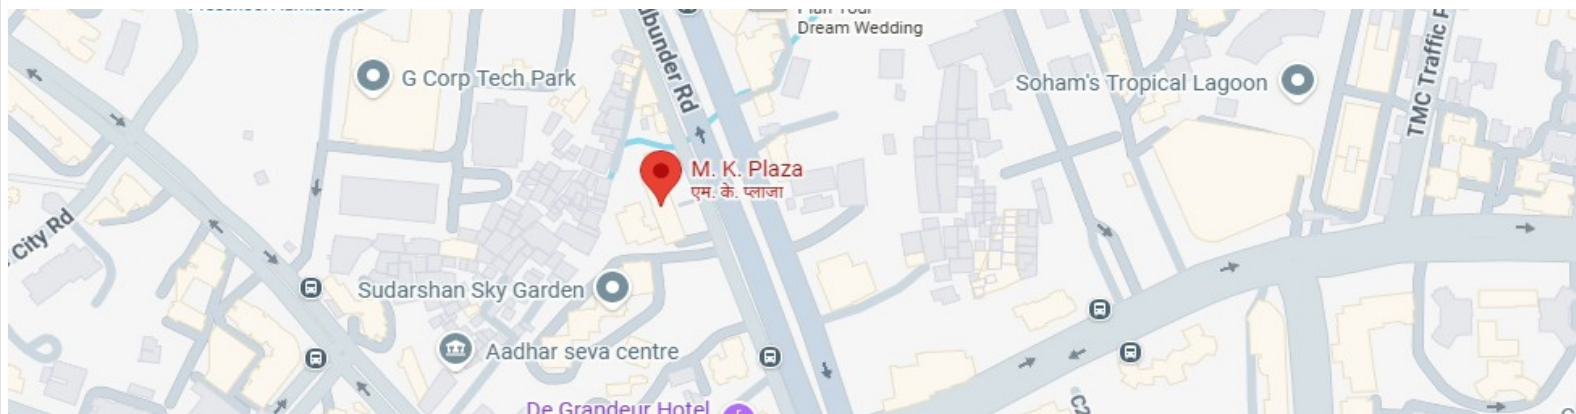 Dream Wedding
G Corp Tech Park
Soham's Tropical Lagoon
dbunder Rd
TMC Traffic
M. K. Plaza
एम. के. प्लाजा
City Rd
Sudarshan Sky Garden
Aadhar seva centre
De Grandeur Hotel